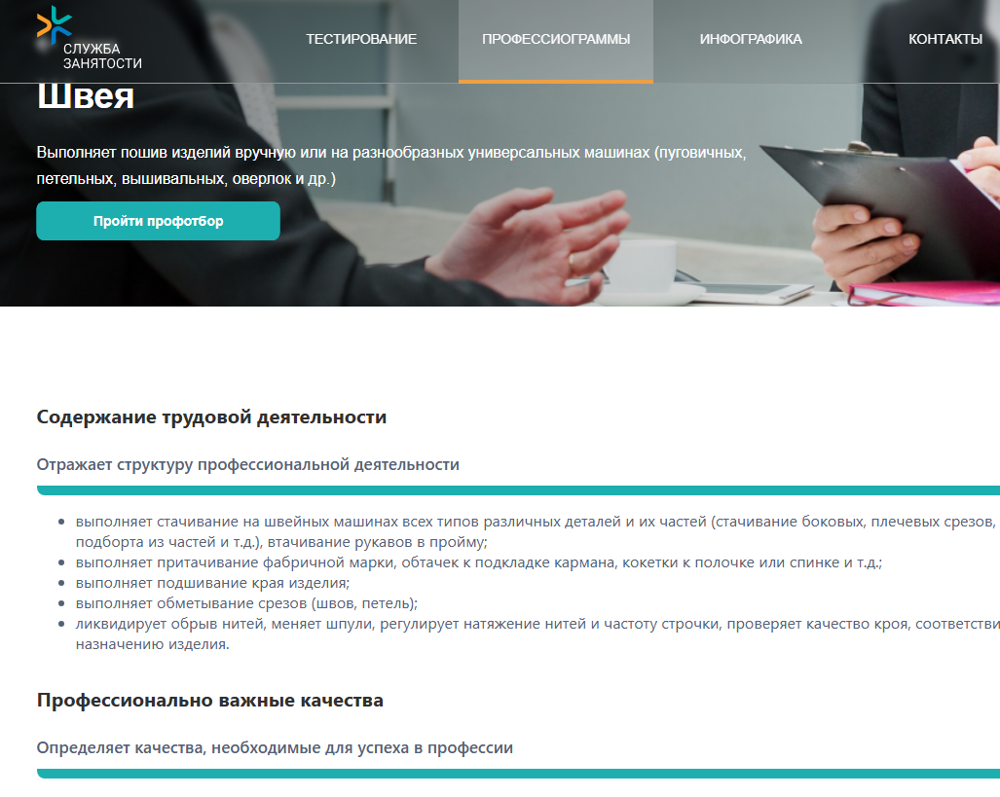 СЛУЖБА
ЗАНЯТОСТИ
ТЕСТИРОВАНИЕ ПРОФЕССИОГРАММЫ ИНФОГРАФИКА КОНТАКТЫ
Швея
Выполняет пошив изделий вручную или на разнообразных универсальных машинах (пуговичных,
петельных, вышивальных, оверлок и др.)
Пройти профотбор
Содержание трудовой деятельности
Отражает структуру профессиональной деятельности
• выполняет стачивание на швейных машинах всех типов различных деталей и их частей (стачивание боковых, плечевых срезов,
подборта из частей и т.д.), втачивание рукавов в пройму;
• выполняет притачивание фабричной марки, обтачек к подкладке кармана, кокетки к полочке или спинке и т.д.;
• выполняет подшивание края изделия;
• выполняет обметывание срезов (швов, петель);
• ликвидирует обрыв нитей, меняет шпули, регулирует натяжение нитей и частоту строчки, проверяет качество кроя, соответстви
назначению изделия.
Профессионально важные качества
Определяет качества, необходимые для успеха в профессии